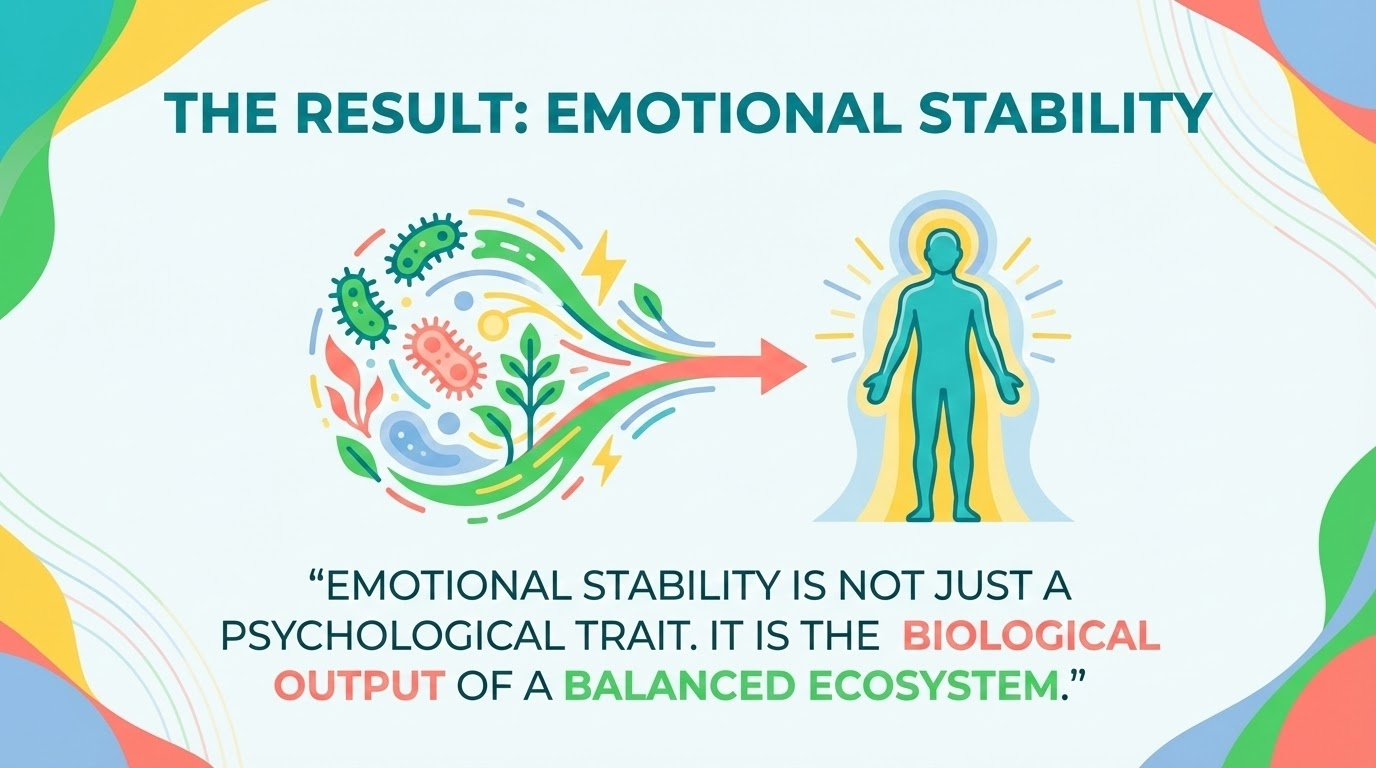 THE RESULT: EMOTIONAL STABILITY
“EMOTIONAL STABILITY IS NOT JUST A
PSYCHOLOGICAL TRAIT. IT IS THE BIOLOGICAL
OUTPUT OF A BALANCED ECOSYSTEM.”